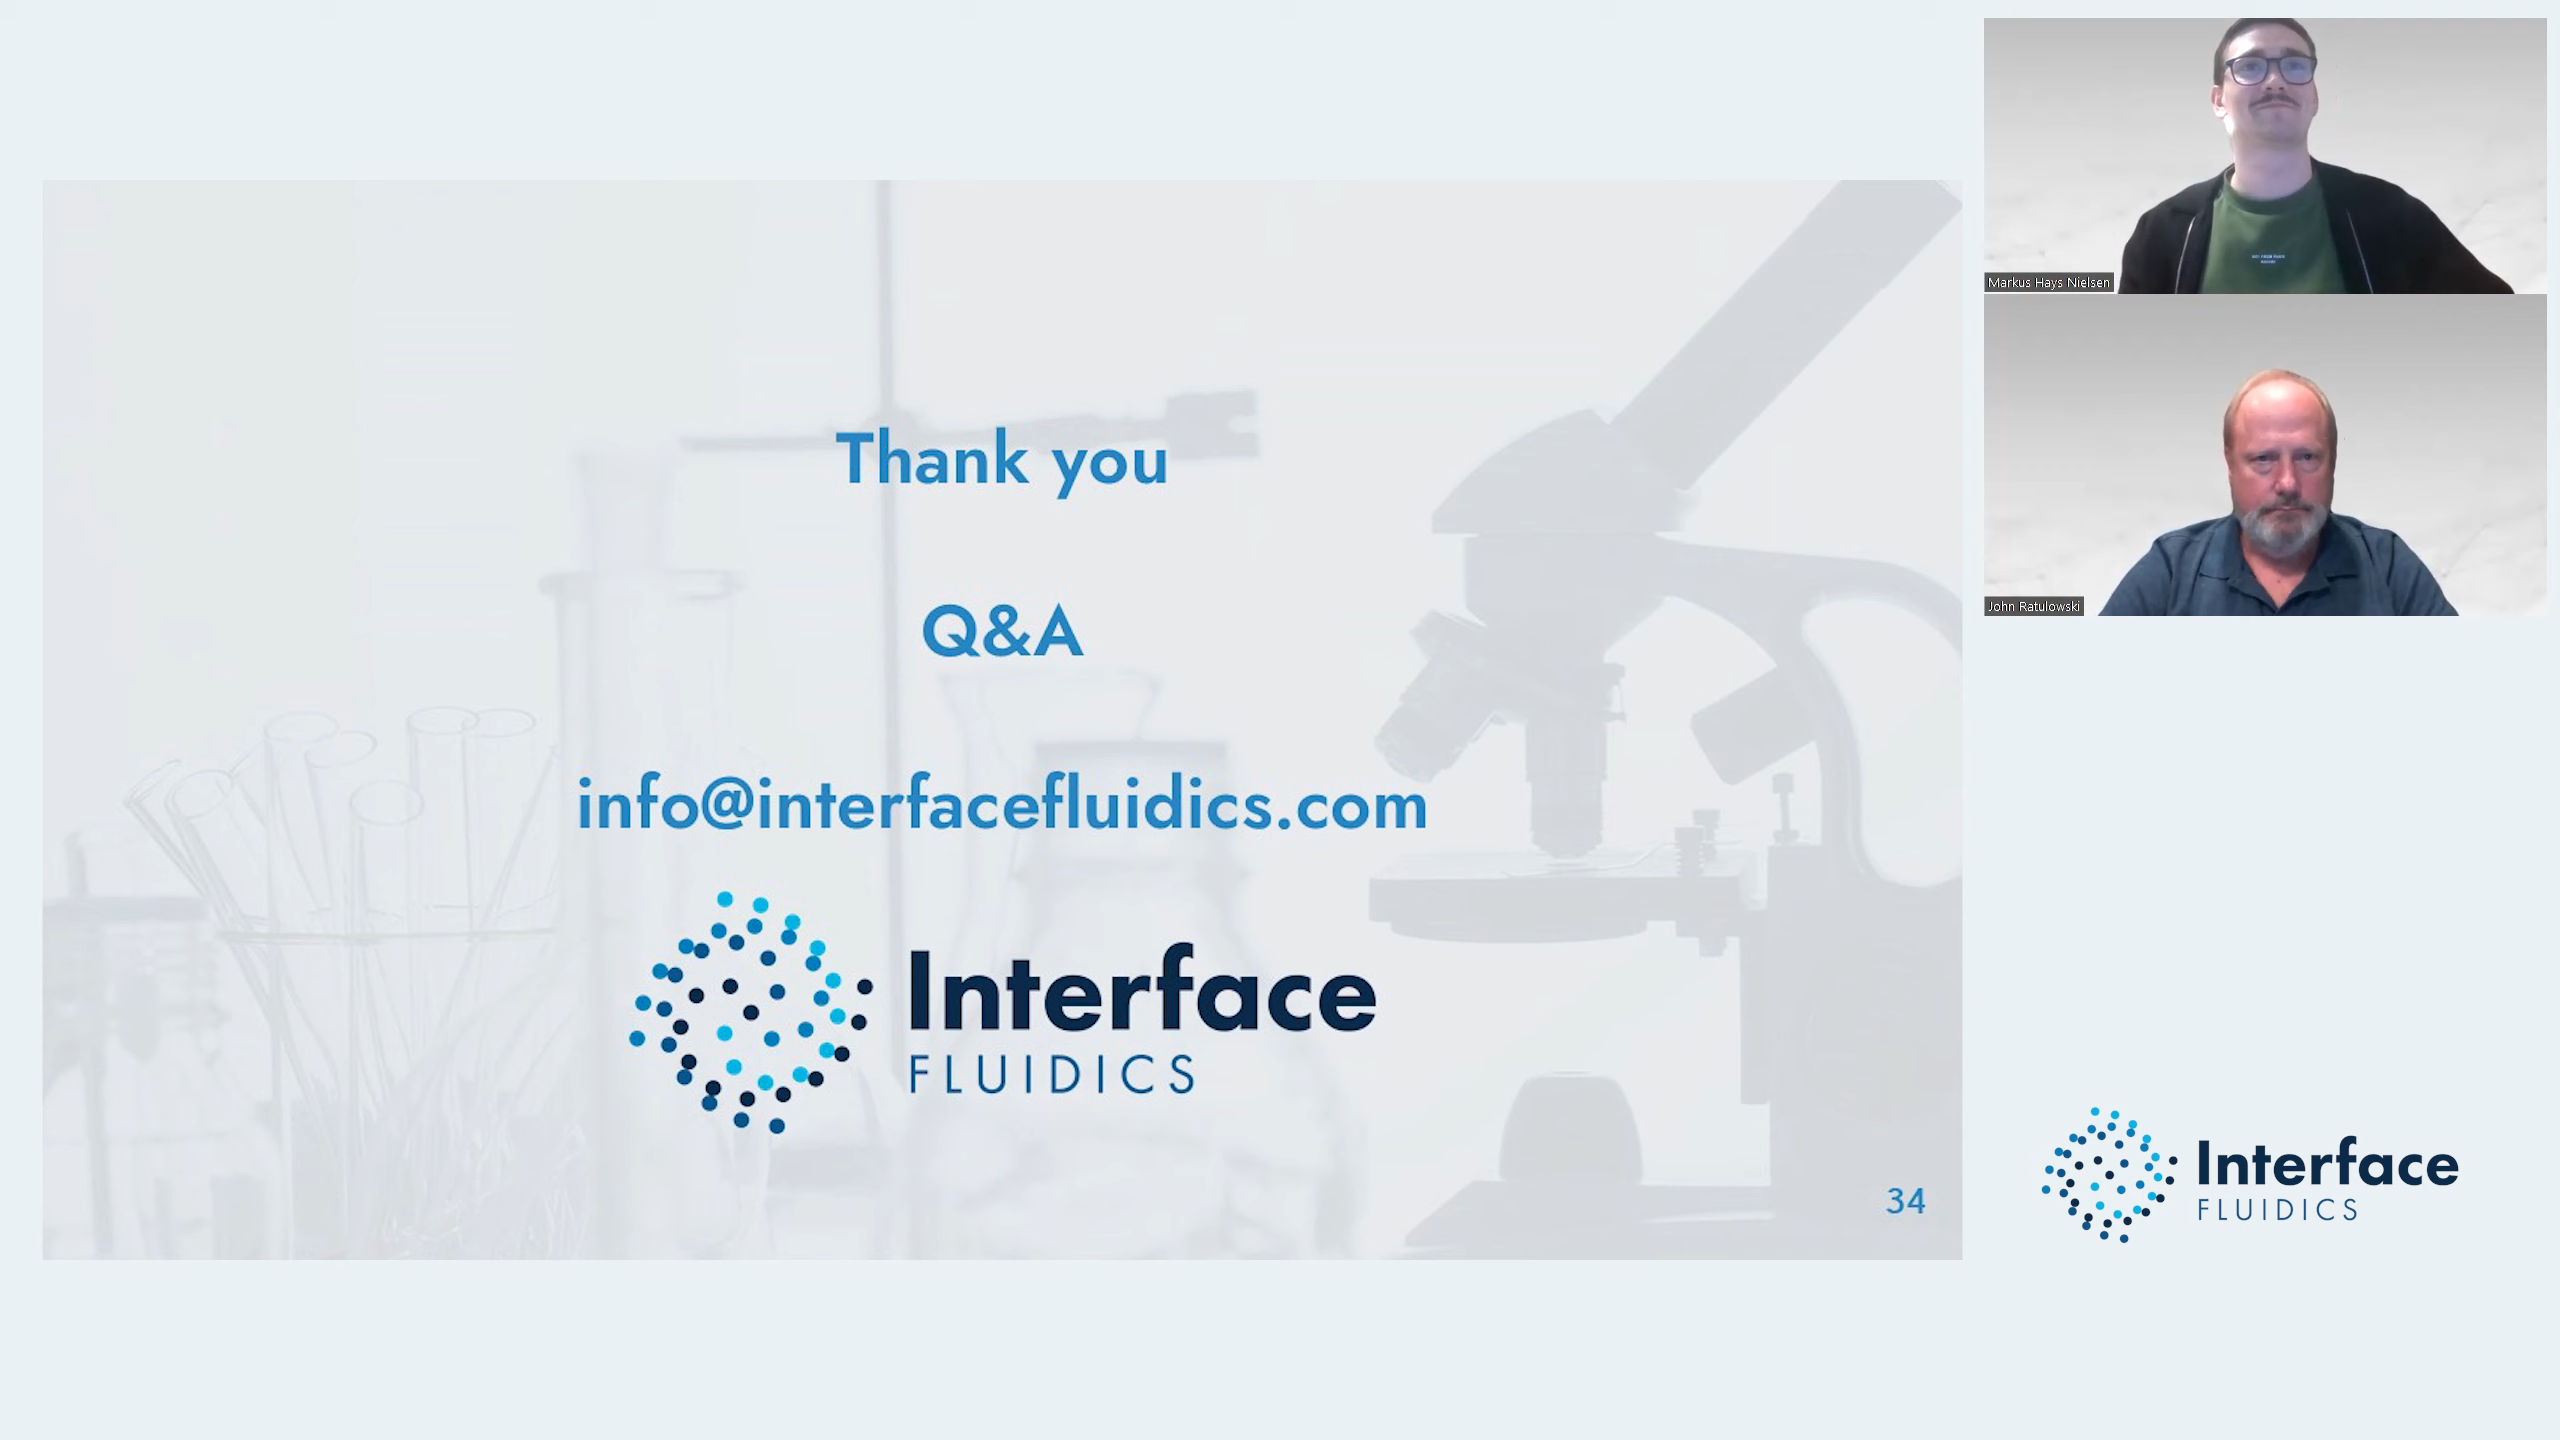 Thank you
Q&A
info@interfacefluidics.com
Interface
FLUIDICS
34
Markus Hays Nielsen
John Ratulowski
Interface
FLUIDICS